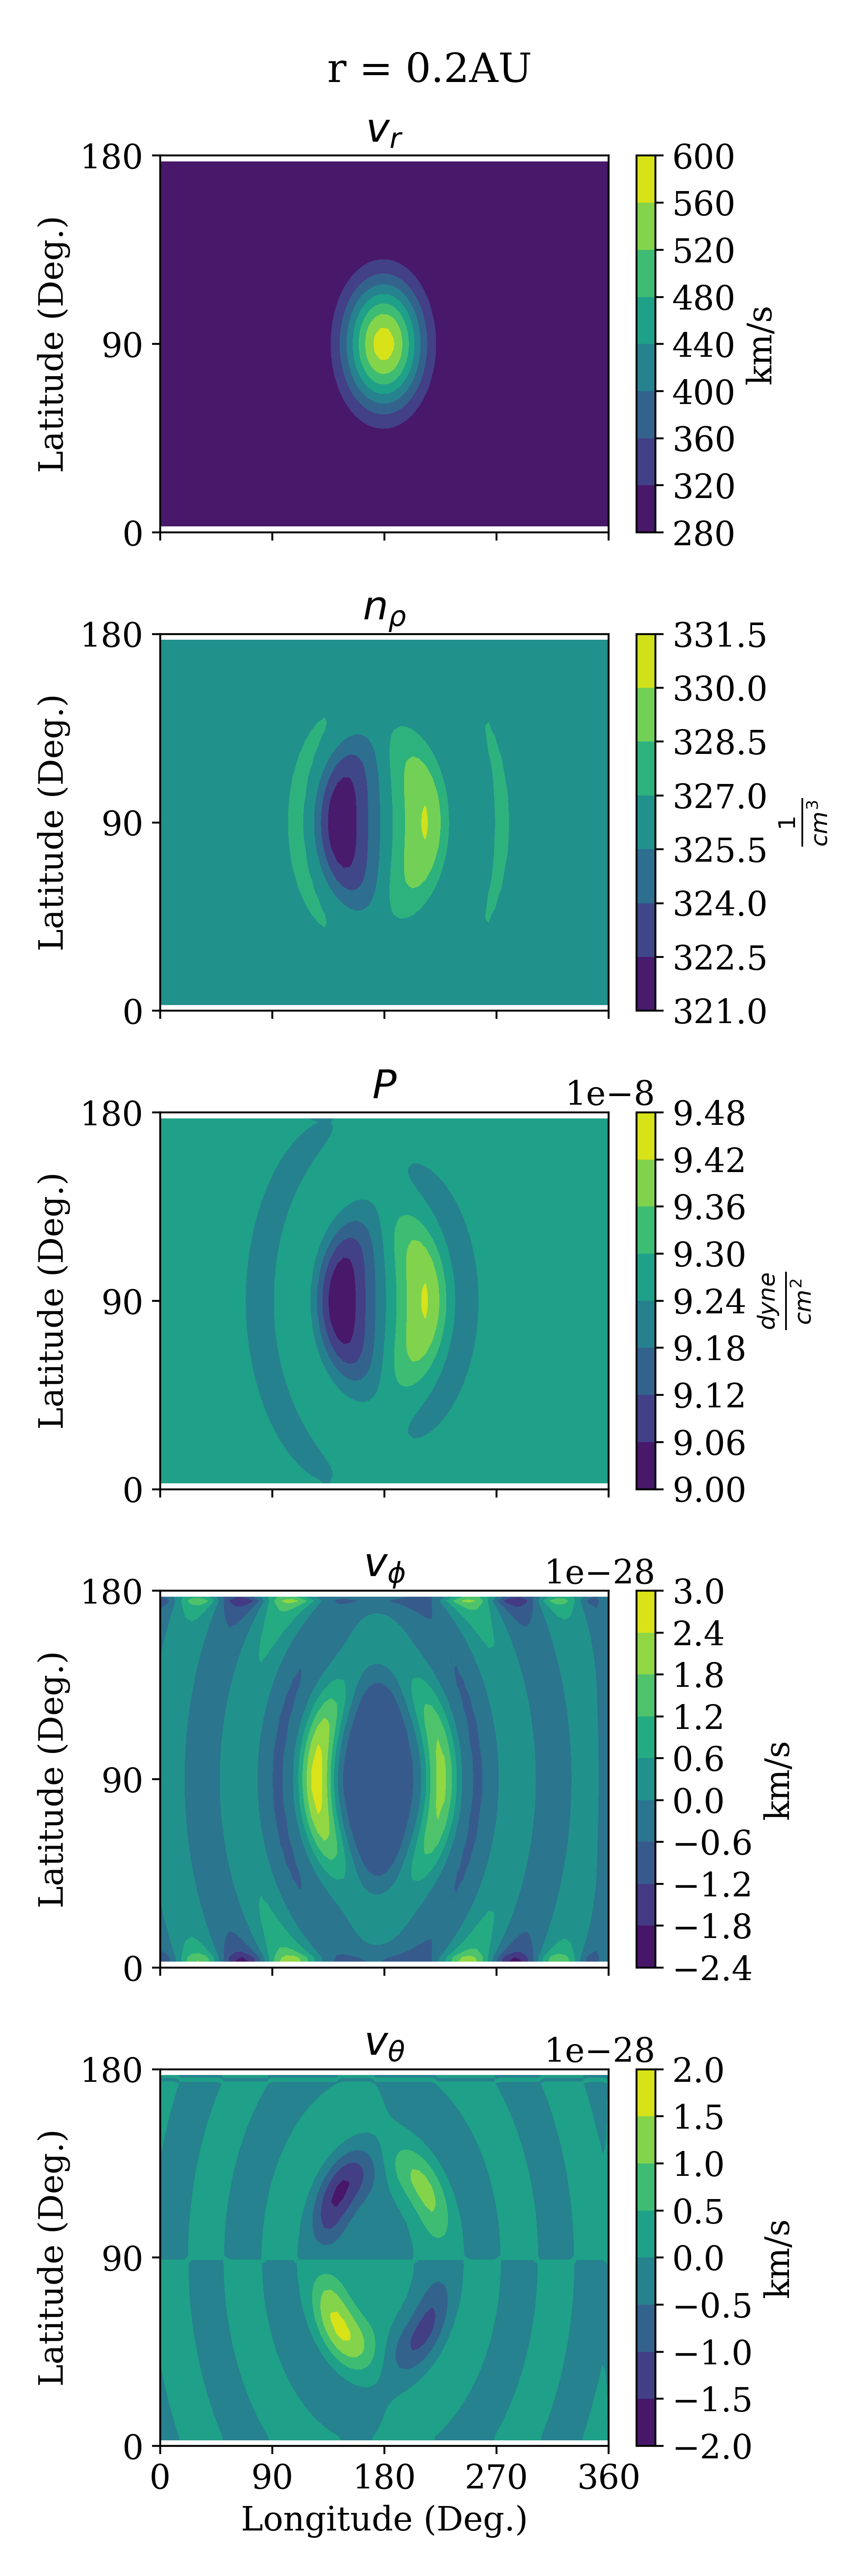 r = 0.2AU
v_r
180
90
0
Latitude (Deg.)
600
560
520
480
440
400
360
320
280
km/s
n_ρ
180
90
0
Latitude (Deg.)
331.5
330.0
328.5
327.0
325.5
324.0
322.5
321.0
1/cm^3
P
1e−8
180
90
0
Latitude (Deg.)
9.48
9.42
9.36
9.30
9.24
9.18
9.12
9.06
9.00
dyne/cm^2
v_ϕ
1e−28
180
90
0
Latitude (Deg.)
3.0
2.4
1.8
1.2
0.6
0.0
−0.6
−1.2
−1.8
−2.4
km/s
v_θ
1e−28
180
90
0
Latitude (Deg.)
2.0
1.5
1.0
0.5
0.0
−0.5
−1.0
−1.5
−2.0
km/s
0 90 180 270 360
Longitude (Deg.)